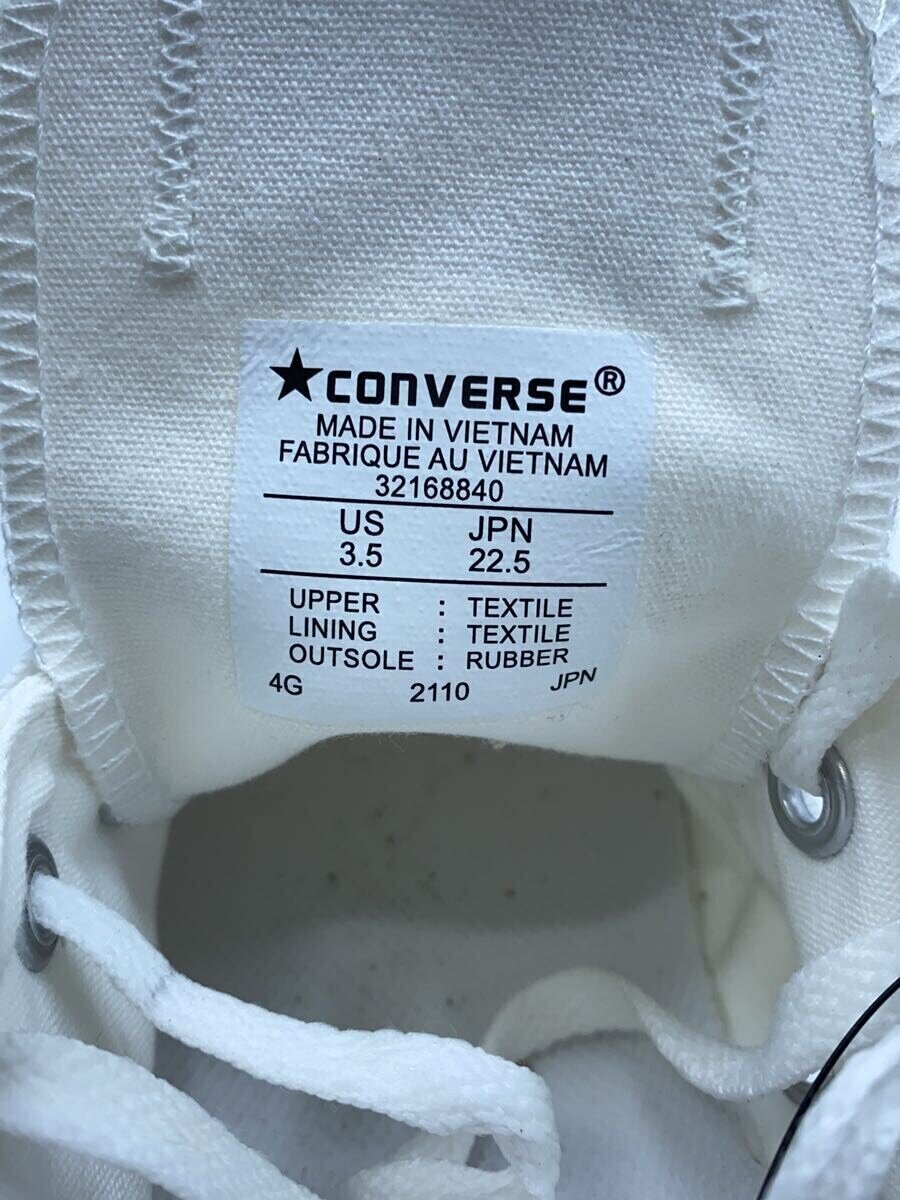 ★CONVERSE®
MADE IN VIETNAM
FABRIQUE AU VIETNAM
32168840
US JPN
3.5 22.5
UPPER : TEXTILE
LINING : TEXTILE
OUTSOLE : RUBBER
4G 2110 JPN